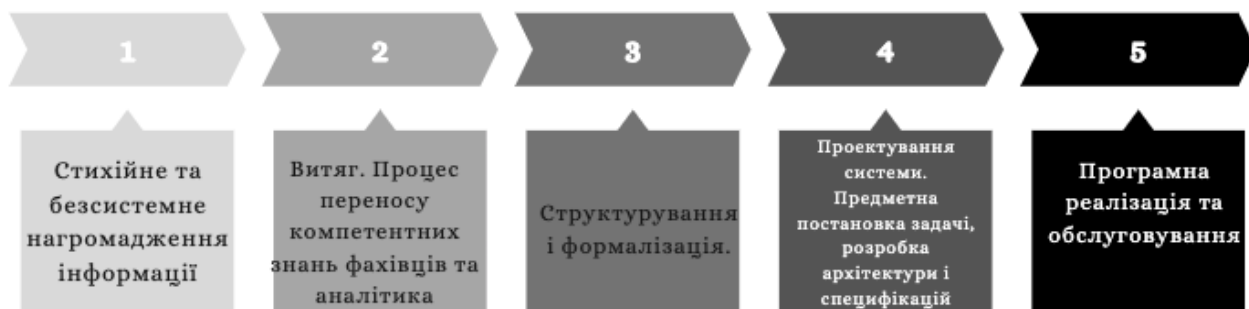 1
2
3
4
5
Стихійне та
безсистемне
нагромадження
інформації
Витяг. Процес
переносу
компетентних
знань фахівців та
аналітика
Структурування
і формалізація.
Проектування
системи.
Предметна
постановка задачі,
розробка
архітектури і
специфікацій
Програмна
реалізація та
обслуговування